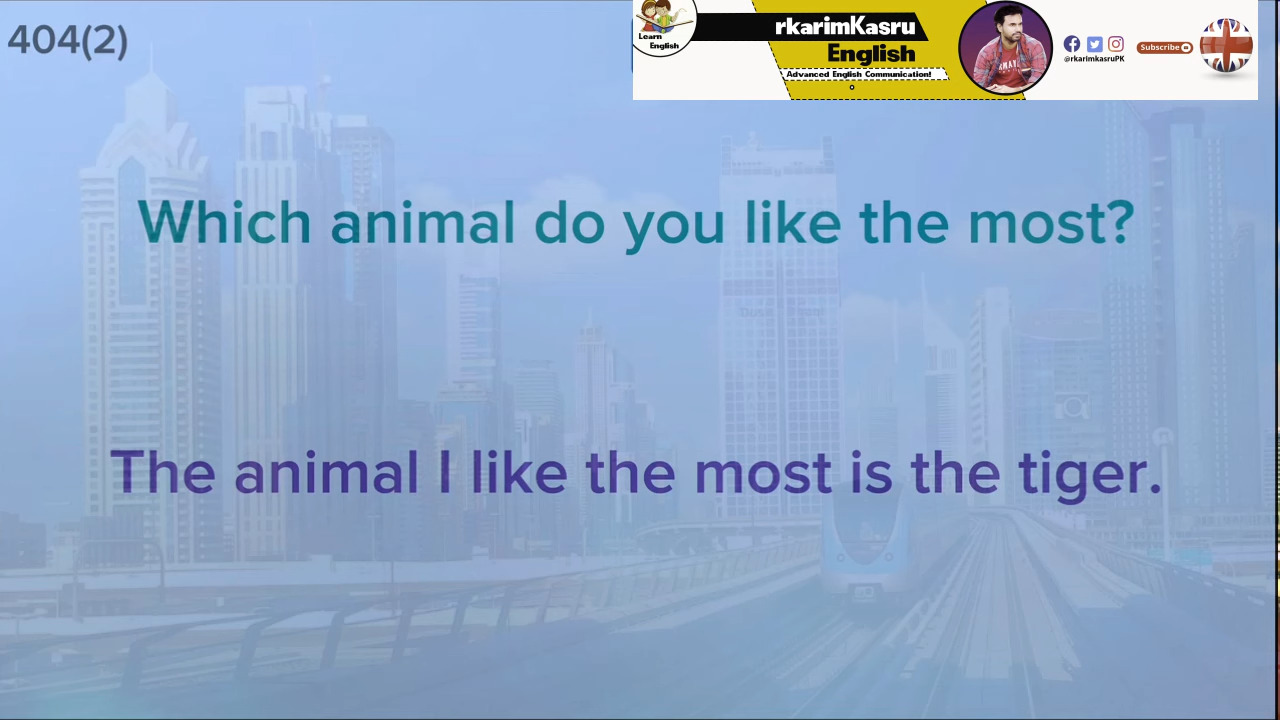 404(2)
Learn
English
rkarimKasru
English
Advanced English Communication!
@rkarimkasruPK
Subscribe
Which animal do you like the most?
The animal I like the most is the tiger.